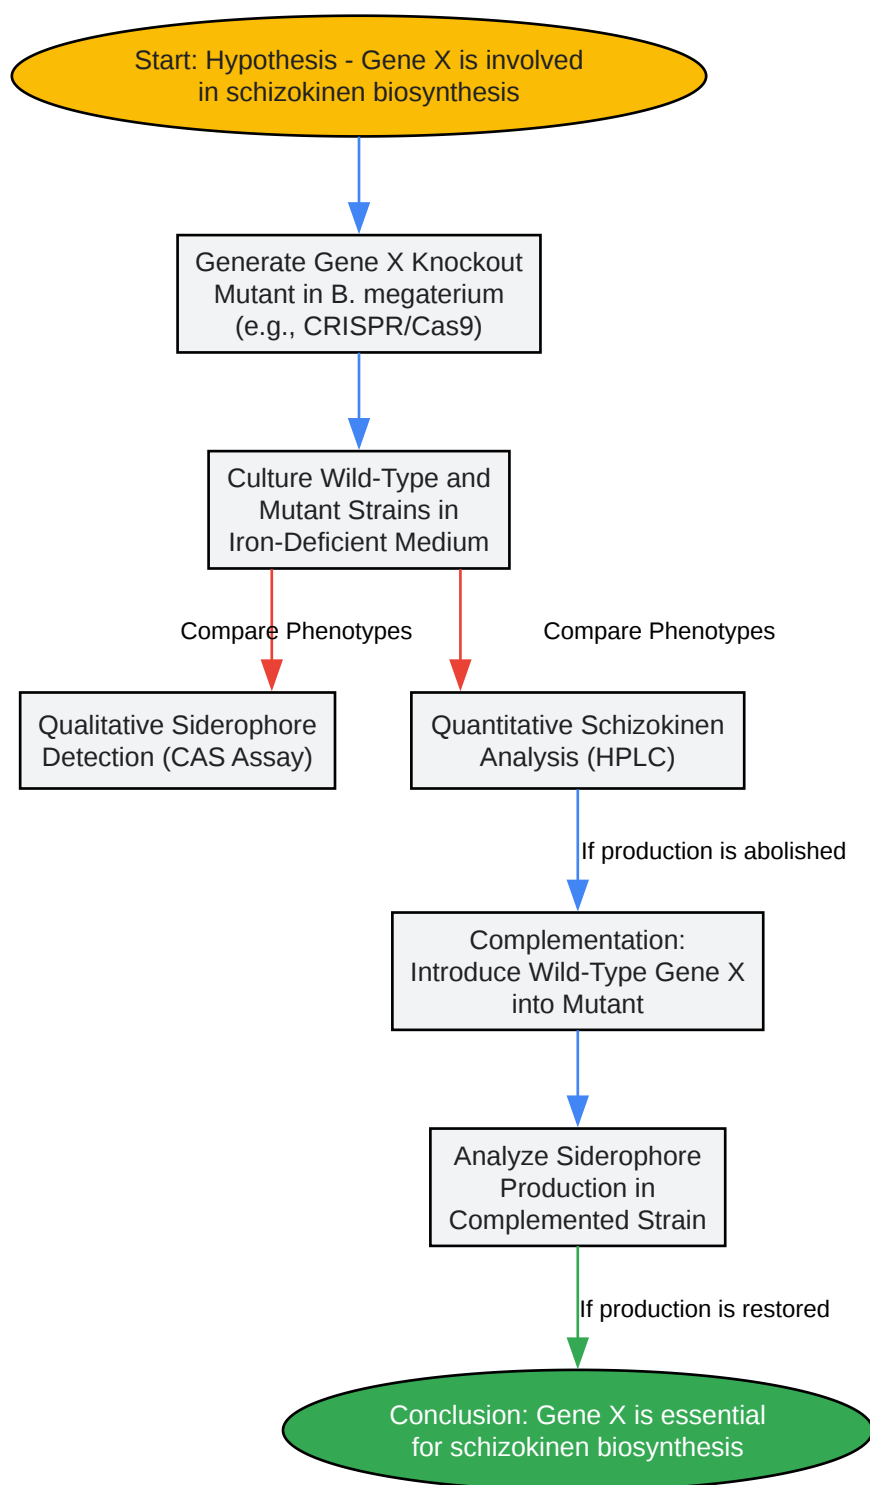 Start: Hypothesis - Gene X is involved
in schizokinen biosynthesis
Generate Gene X Knockout
Mutant in B. megaterium
(e.g., CRISPR/Cas9)
Culture Wild-Type and
Mutant Strains in
Iron-Deficient Medium
Compare Phenotypes
Compare Phenotypes
Qualitative Siderophore
Detection (CAS Assay)
Quantitative Schizokinen
Analysis (HPLC)
If production is abolished
Complementation:
Introduce Wild-Type Gene X
into Mutant
Analyze Siderophore
Production in
Complemented Strain
If production is restored
Conclusion: Gene X is essential
for schizokinen biosynthesis